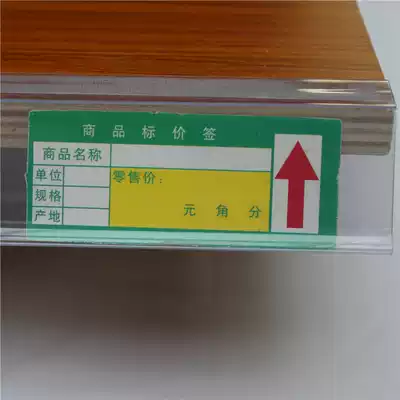 商品标价签
商品名称
单位
零售价:
规格
元 角 分
产地